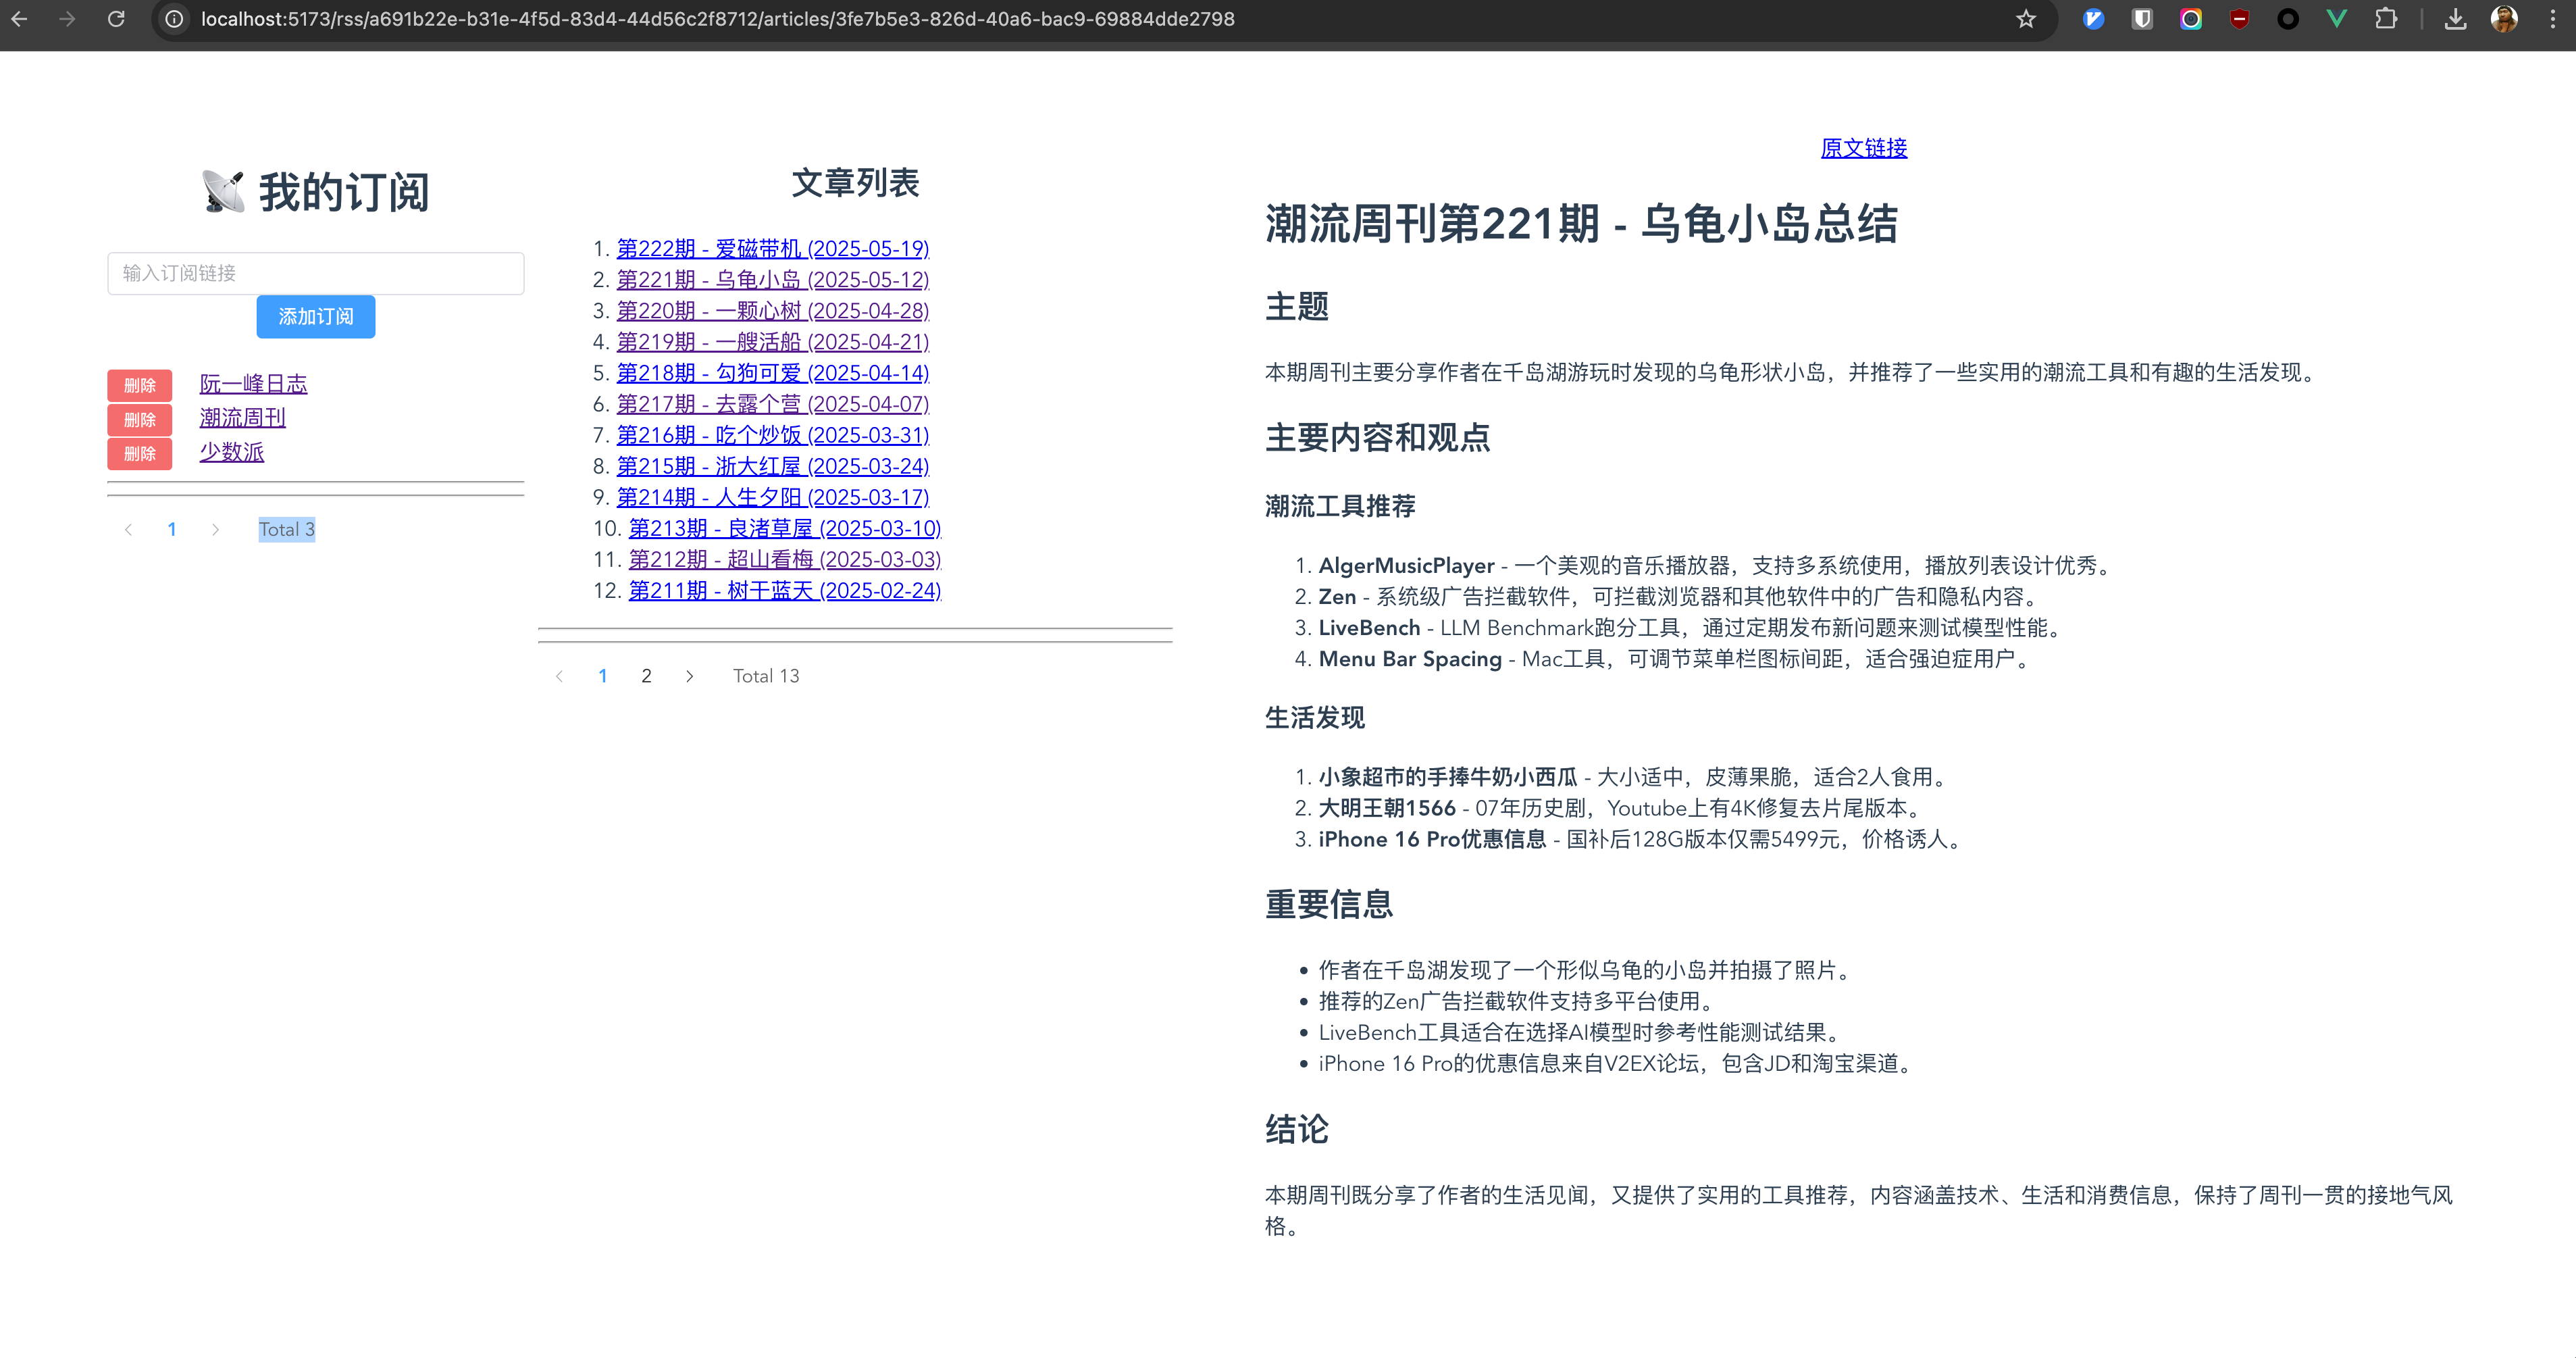 localhost:5173/rss/a691b22e-b31e-4f5d-83d4-44d56c2f8712/articles/3fe7b5e3-826d-40a6-bac9-69884dde2798
我的订阅
输入订阅链接
添加订阅
删除 阮一峰日志
删除 潮流周刊
删除 少数派
1 Total 3
文章列表
1. 第222期 - 爱磁带机 (2025-05-19)
2. 第221期 - 乌龟小岛 (2025-05-12)
3. 第220期 - 一颗心树 (2025-04-28)
4. 第219期 - 一艘活船 (2025-04-21)
5. 第218期 - 勾狗可爱 (2025-04-14)
6. 第217期 - 去露个营 (2025-04-07)
7. 第216期 - 吃个炒饭 (2025-03-31)
8. 第215期 - 浙大红屋 (2025-03-24)
9. 第214期 - 人生夕阳 (2025-03-17)
10. 第213期 - 良渚草屋 (2025-03-10)
11. 第212期 - 超山看梅 (2025-03-03)
12. 第211期 - 树干蓝天 (2025-02-24)
1 2 Total 13
原文链接
潮流周刊第221期 - 乌龟小岛总结
主题
本期周刊主要分享作者在千岛湖游玩时发现的乌龟形状小岛，并推荐了一些实用的潮流工具和有趣的生活发现。
主要内容和观点
潮流工具推荐
1. AlgerMusicPlayer - 一个美观的音乐播放器，支持多系统使用，播放列表设计优秀。
2. Zen - 系统级广告拦截软件，可拦截浏览器和其他软件中的广告和隐私内容。
3. LiveBench - LLM Benchmark跑分工具，通过定期发布新问题来测试模型性能。
4. Menu Bar Spacing - Mac工具，可调节菜单栏图标间距，适合强迫症用户。
生活发现
1. 小象超市的手捧牛奶小西瓜 - 大小适中，皮薄果脆，适合2人食用。
2. 大明王朝1566 - 07年历史剧，Youtube上有4K修复去片尾版本。
3. iPhone 16 Pro优惠信息 - 国补后128G版本仅需5499元，价格诱人。
重要信息
• 作者在千岛湖发现了一个形似乌龟的小岛并拍摄了照片。
• 推荐的Zen广告拦截软件支持多平台使用。
• LiveBench工具适合在选择AI模型时参考性能测试结果。
• iPhone 16 Pro的优惠信息来自V2EX论坛，包含JD和淘宝渠道。
结论
本期周刊既分享了作者的生活见闻，又提供了实用的工具推荐，内容涵盖技术、生活和消费信息，保持了周刊一贯的接地气风
格。